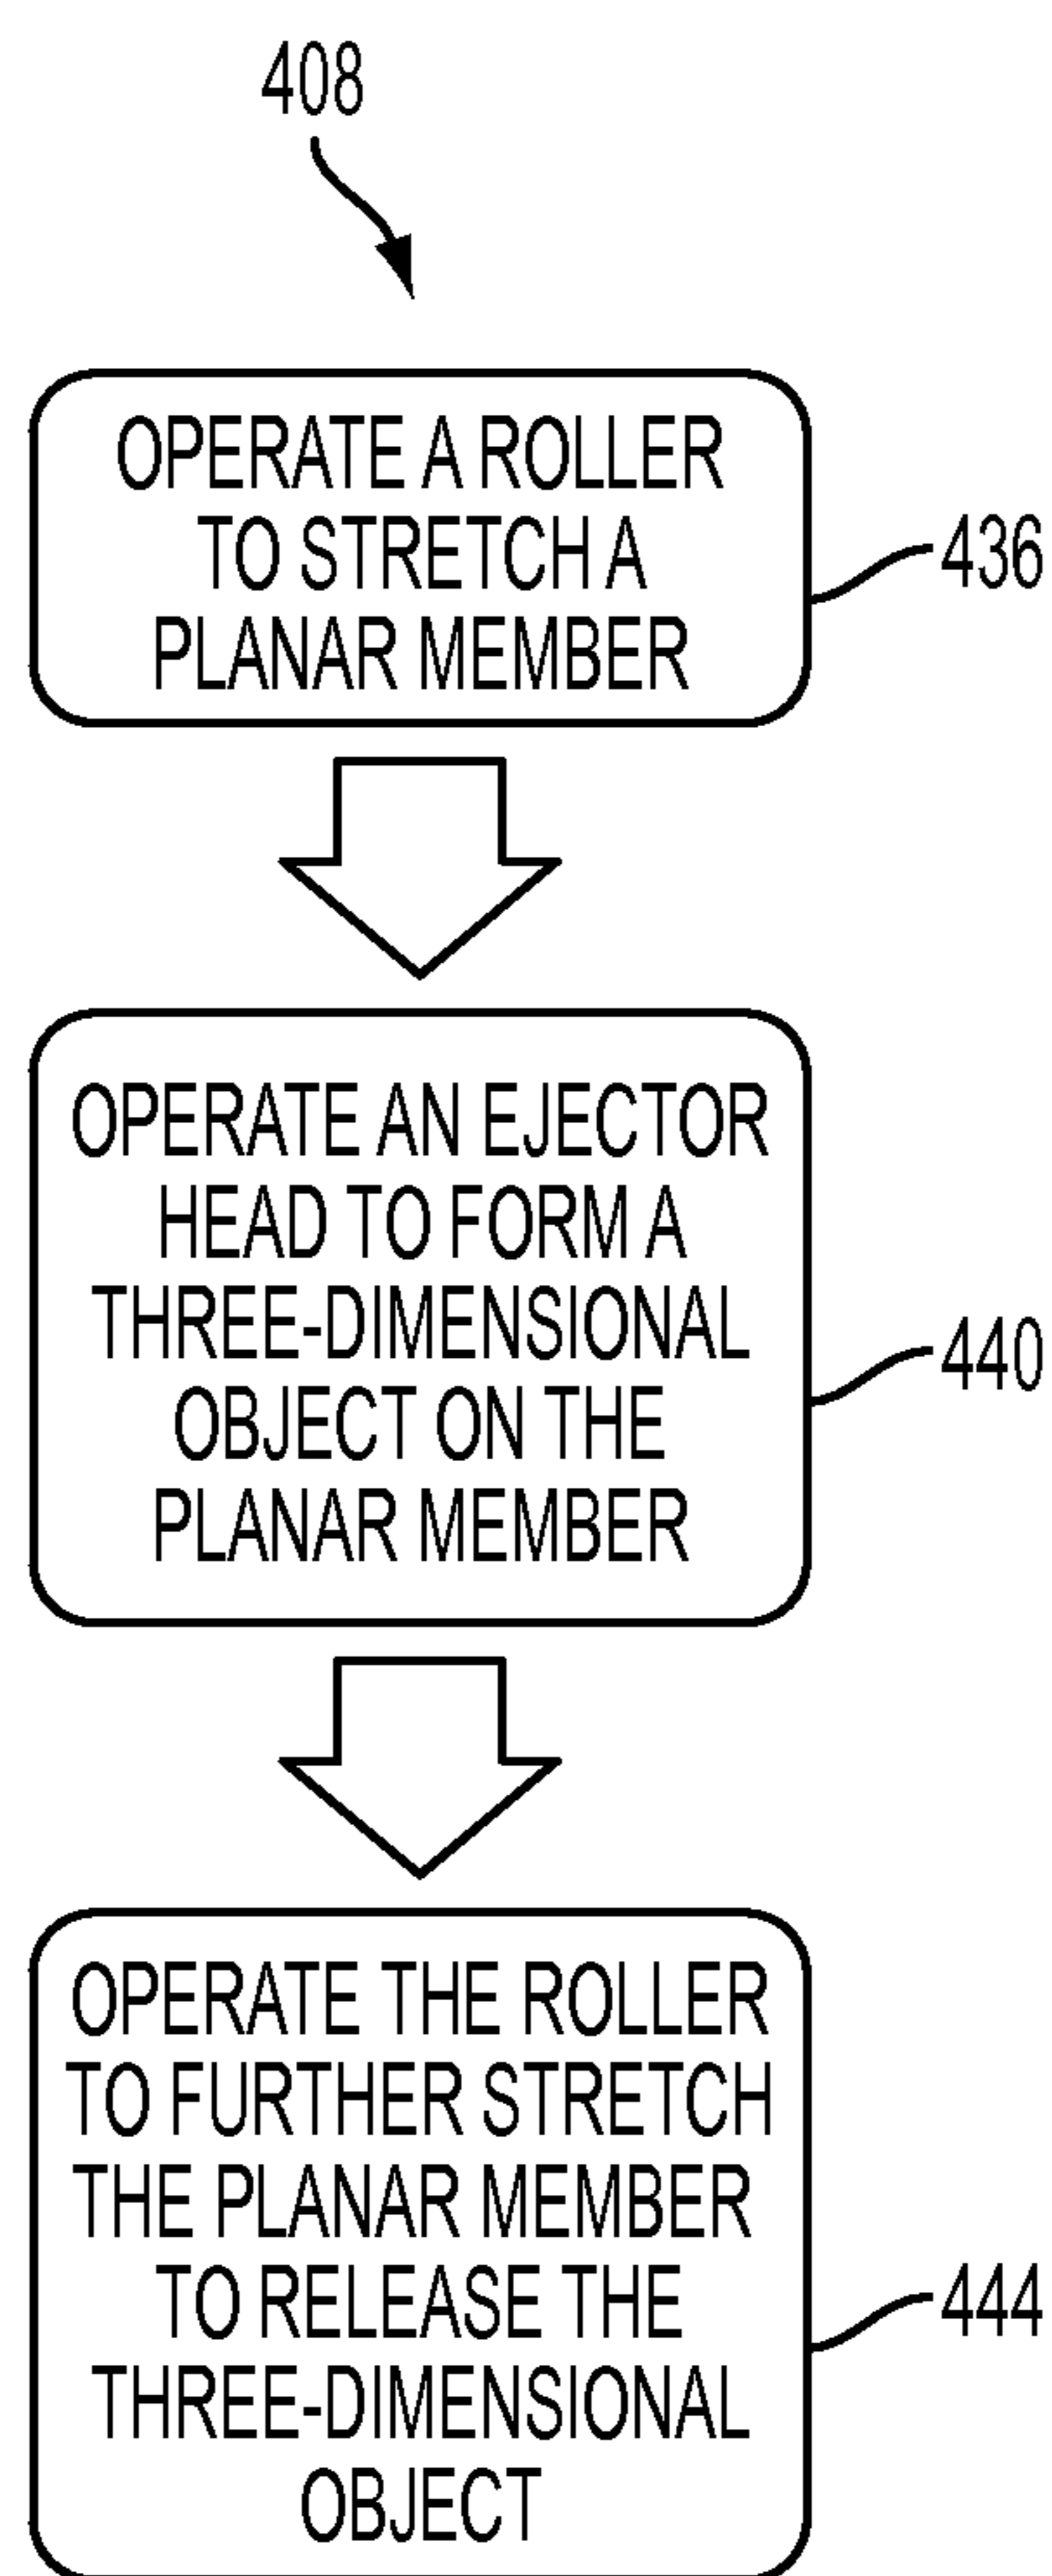 408
OPERATE A ROLLER
TO STRETCH A
PLANAR MEMBER
436
OPERATE AN EJECTOR
HEAD TO FORM A
THREE-DIMENSIONAL
OBJECT ON THE
PLANAR MEMBER
440
OPERATE THE ROLLER
TO FURTHER STRETCH
THE PLANAR MEMBER
TO RELEASE THE
THREE-DIMENSIONAL
OBJECT
444